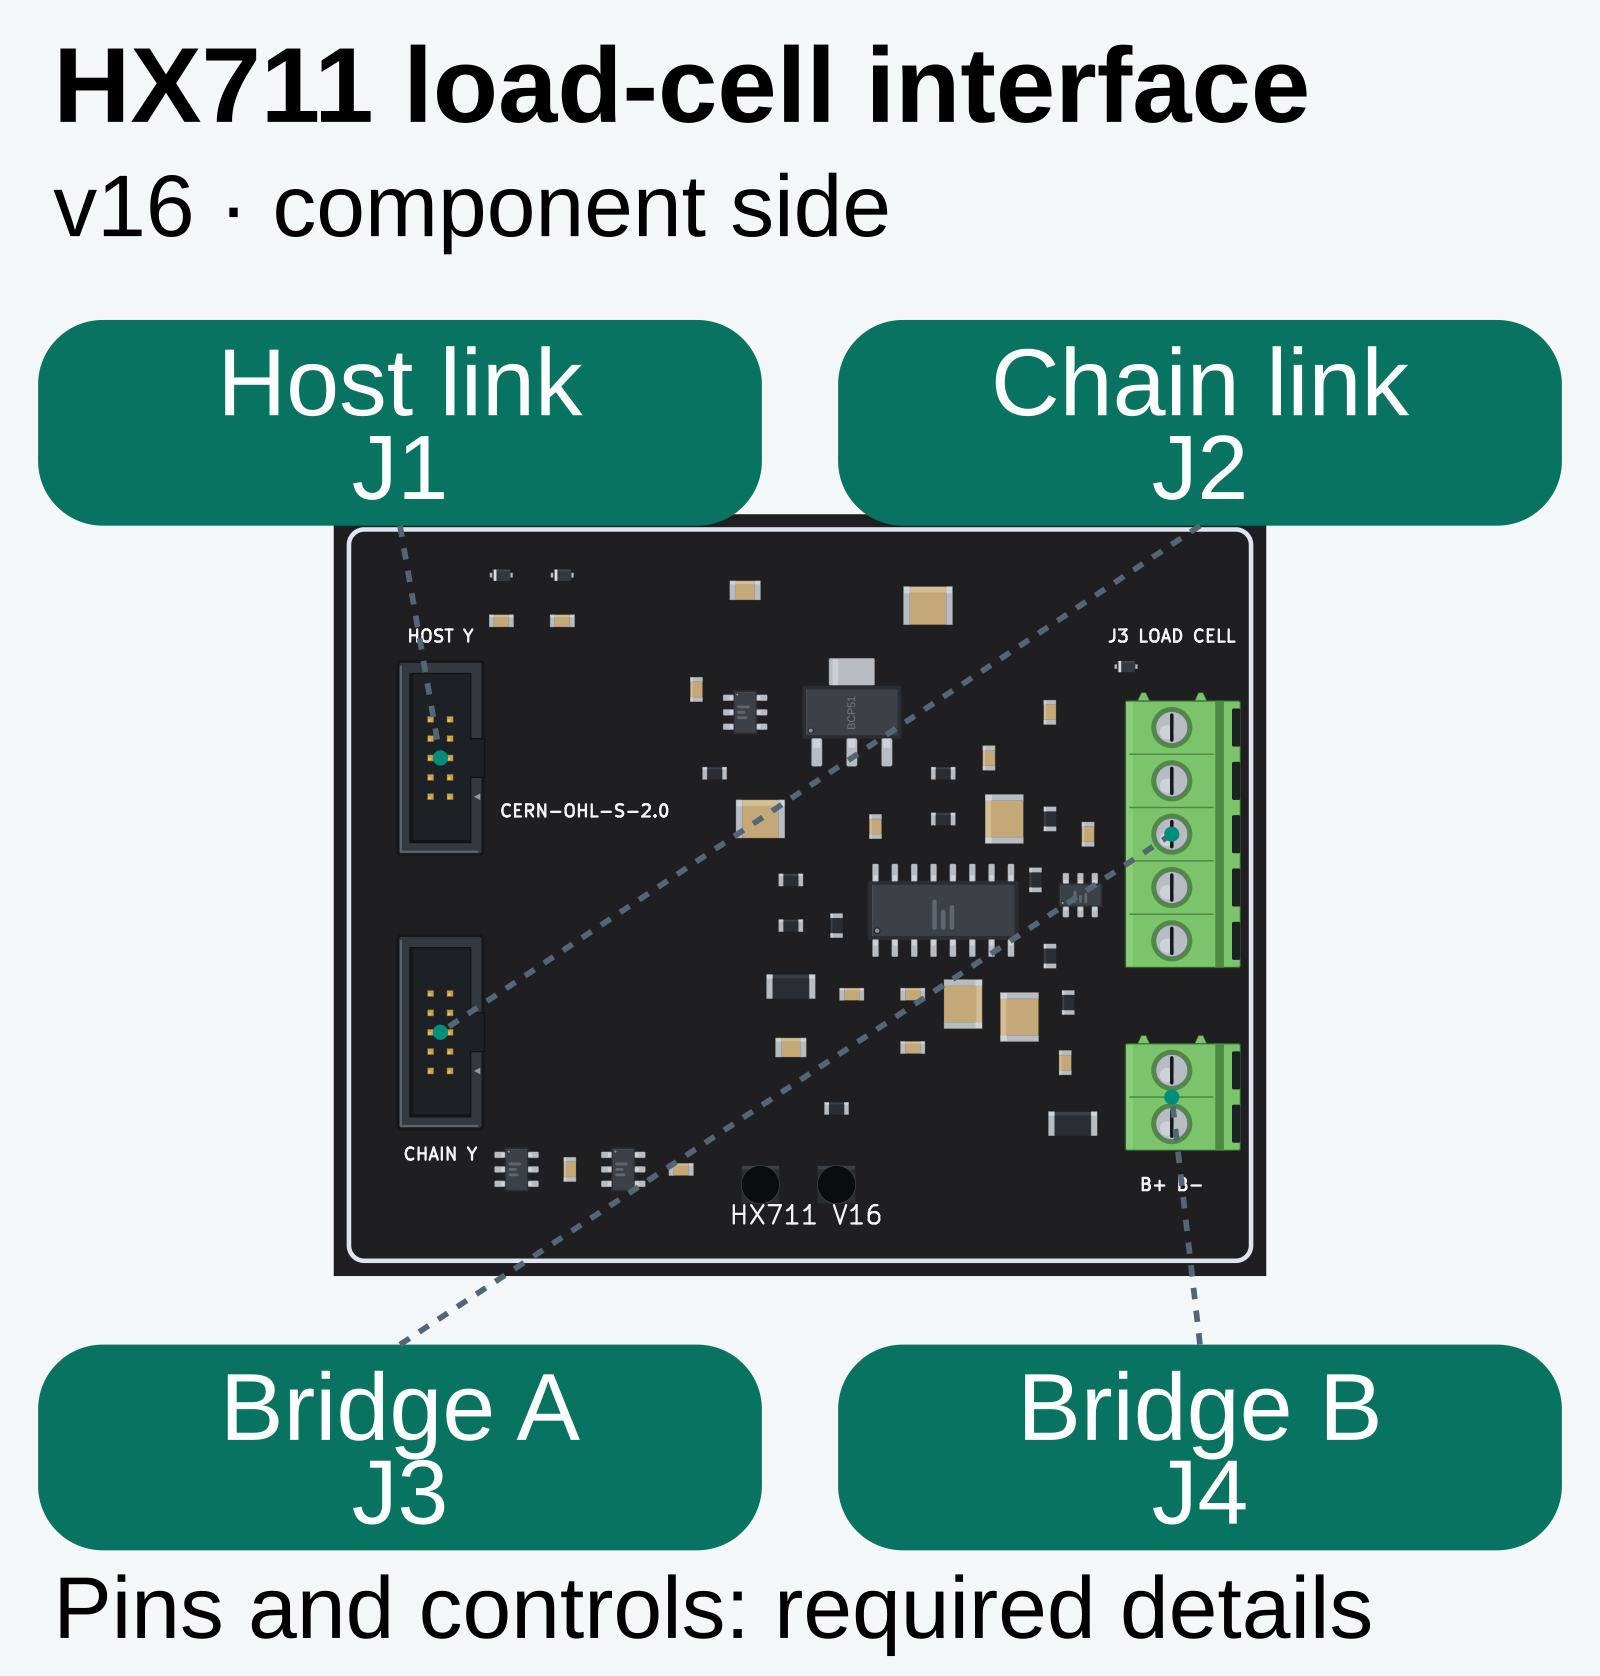 HX711 load-cell interface
v16 · component side
Host link
J1
Chain link
J2
HOST Y
J3 LOAD CELL
BCP51
CERN-OHL-S-2.0
CHAIN Y
B+ B-
HX711 V16
Bridge A
J3
Bridge B
J4
Pins and controls: required details